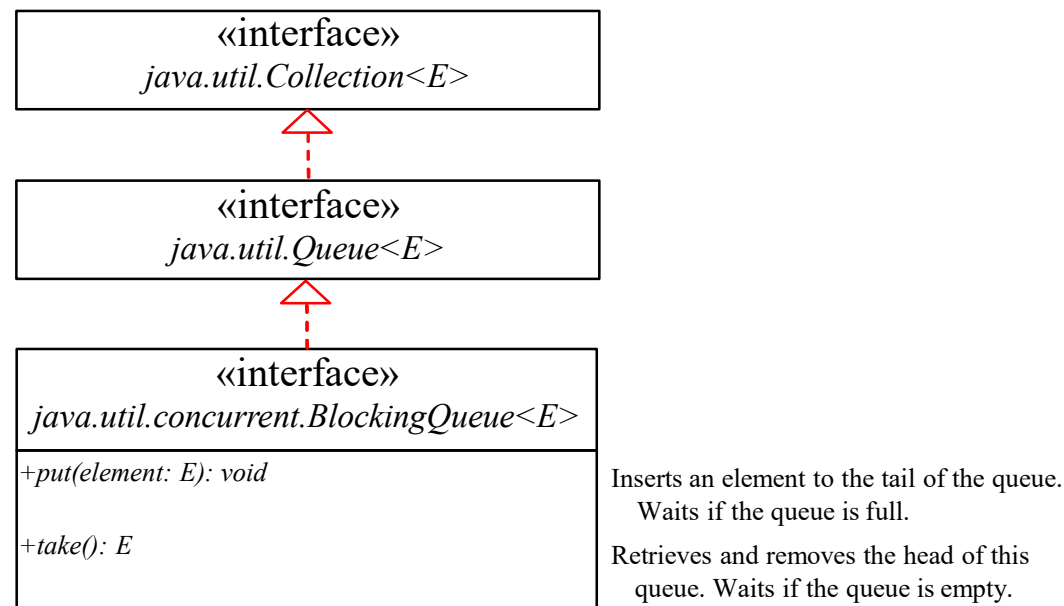 «interface»
java.util.Collection<E>
«interface»
java.util.Queue<E>
«interface»
java.util.concurrent.BlockingQueue<E>
+put(element: E): void
Inserts an element to the tail of the queue.
Waits if the queue is full.
+take(): E
Retrieves and removes the head of this
queue. Waits if the queue is empty.